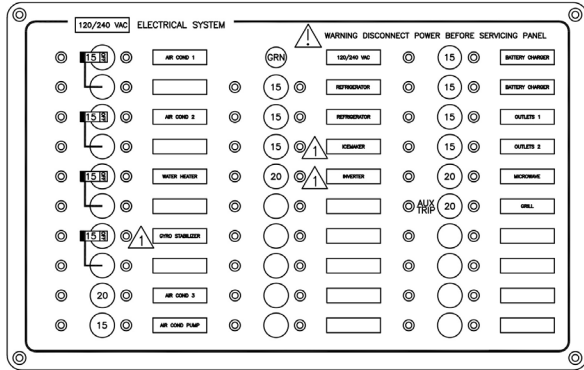 120/240 VAC ELECTRICAL SYSTEM
WARNING DISCONNECT POWER BEFORE SERVICING PANEL
15 AIR COND 1 GRN 120/240 VAC 15 BATTERY CHARGER
15 REFRIGERATOR 15 BATTERY CHARGER
15 AIR COND 2 15 REFRIGERATOR 15 OUTLETS 1
15 1 ICEMAKER 15 OUTLETS 2
15 WATER HEATER 20 1 INVERTER 20 MICROWAVE
AUX TRIP 20 GRILL
15 1 GYRO STABILIZER
20 AIR COND 3
15 AIR COND PUMP